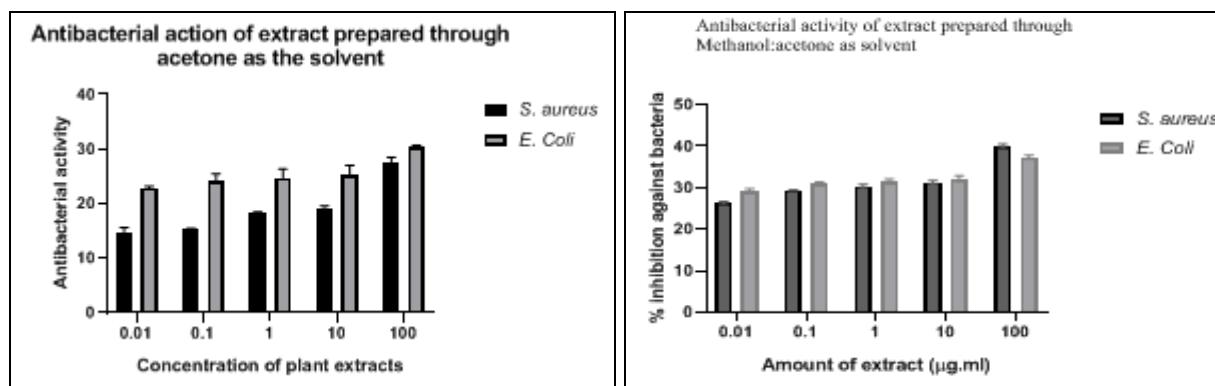 Antibacterial action of extract prepared through
acetone as the solvent
40
30
20
10
0
Antibacterial activity
S. aureus
E. Coli
0.01 0.1 1 10 100
Concentration of plant extracts
Antibacterial activity of extract prepared through
Methanol:acetone as solvent
50
40
30
20
10
0
% inhibition against bacteria
S. aureus
E. Coli
0.01 0.1 1 10 100
Amount of extract (µg.ml)